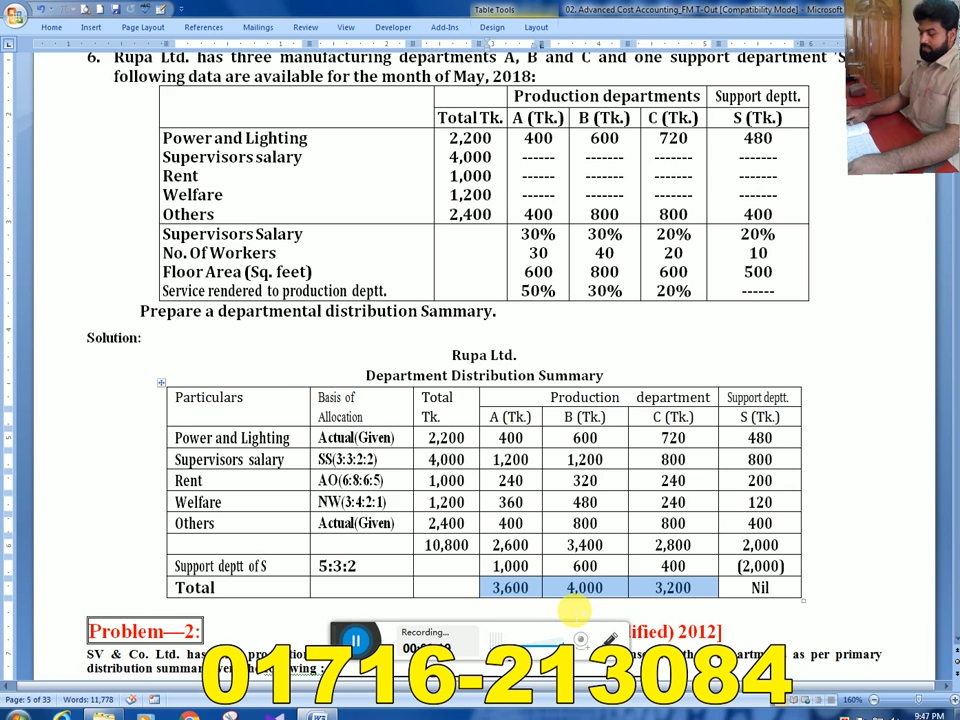 Table Tools
02. Advanced Cost Accounting_FM T-Out [Compatibility Mode] - Microsoft
Home Insert Page Layout References Mailings Review View Developer Add-Ins Design Layout
6. Rupa Ltd. has three manufacturing departments A, B and C and one support department 'S
following data are available for the month of May, 2018:
Production departments Support deptt.
Total Tk. A (Tk.) B (Tk.) C (Tk.) S (Tk.)
Power and Lighting 2,200 400 600 720 480
Supervisors salary 4,000 ------ ------- ------- -------
Rent 1,000 ------ ------- ------- -------
Welfare 1,200 ------ ------- ------- -------
Others 2,400 400 800 800 400
Supervisors Salary 30% 30% 20% 20%
No. Of Workers 30 40 20 10
Floor Area (Sq. feet) 600 800 600 500
Service rendered to production deptt. 50% 30% 20% ------
Prepare a departmental distribution Sammary.
Solution:
Rupa Ltd.
Department Distribution Summary
Particulars Basis of Allocation Total Tk. Production department Support deptt.
A (Tk.) B (Tk.) C (Tk.) S (Tk.)
Power and Lighting Actual(Given) 2,200 400 600 720 480
Supervisors salary SS(3:3:2:2) 4,000 1,200 1,200 800 800
Rent AO(6:8:6:5) 1,000 240 320 240 200
Welfare NW(3:4:2:1) 1,200 360 480 240 120
Others Actual(Given) 2,400 400 800 800 400
10,800 2,600 3,400 2,800 2,000
Support deptt of S 5:3:2 1,000 600 400 (2,000)
Total 3,600 4,000 3,200 Nil
Problem—2: ified) 2012]
Recording...
SV & Co. Ltd. has
distribution summary
as per primary
01716-213084
Page: 5 of 33 Words: 11,778 160%
9:47 PM